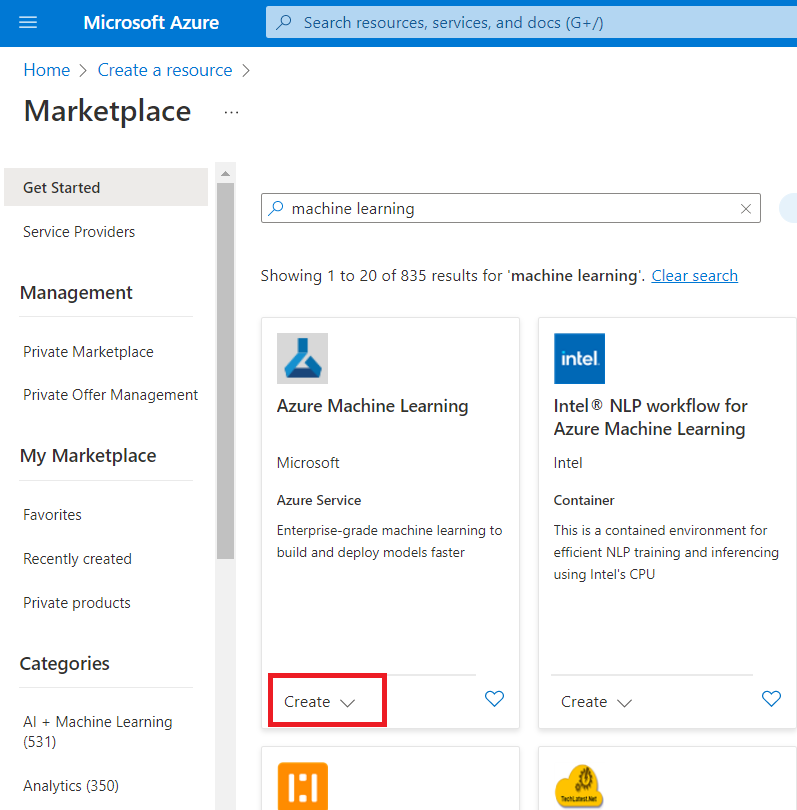 Microsoft Azure
Search resources, services, and docs (G+/)
Home > Create a resource >
Marketplace ...
Get Started
Service Providers
Management
Private Marketplace
Private Offer Management
My Marketplace
Favorites
Recently created
Private products
Categories
AI + Machine Learning
(531)
Analytics (350)
machine learning
Showing 1 to 20 of 835 results for 'machine learning'. Clear search
Azure Machine Learning
Microsoft
Azure Service
Enterprise-grade machine learning to
build and deploy models faster
Create
intel.
Intel® NLP workflow for
Azure Machine Learning
Intel
Container
This is a contained environment for
efficient NLP training and inferencing
using Intel's CPU
Create
TechLatest.Net